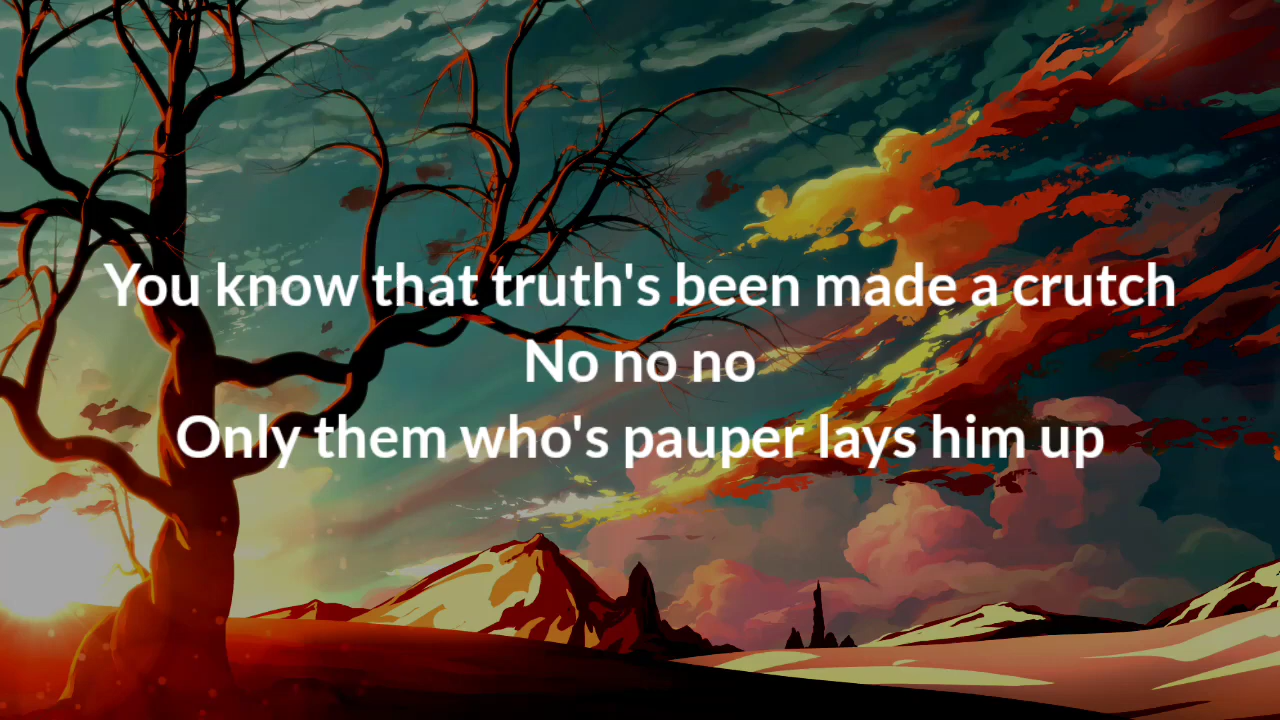 You know that truth's been made a crutch
No no no
Only them who's pauper lays him up